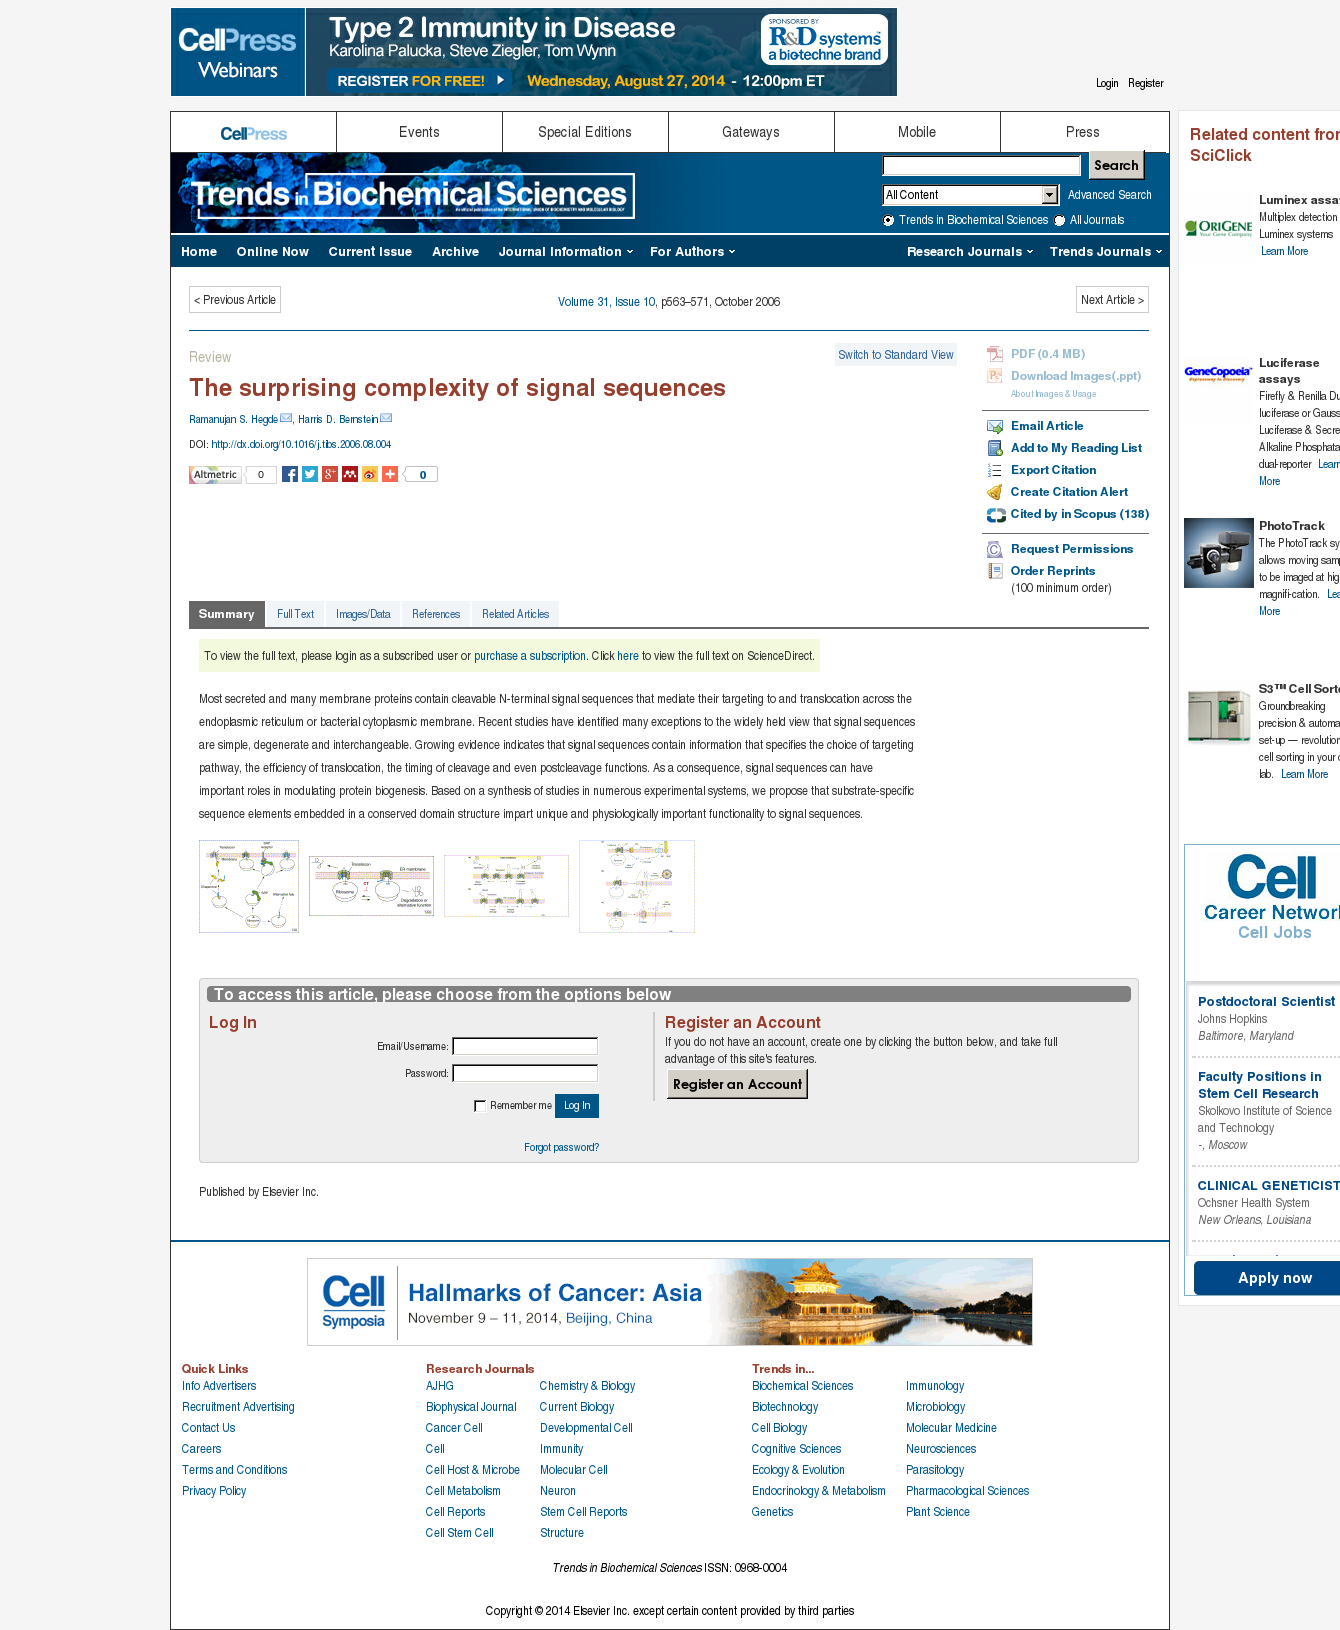 CellPress
Webinars
Type 2 Immunity in Disease
Karolina Palucka, Steve Ziegler, Tom Wynn
REGISTER FOR FREE!
Wednesday, August 27, 2014 - 12:00pm ET
SPONSORED BY
R&D systems
a biotechne brand
Login Register
CellPress Events Special Editions Gateways Mobile Press
Trends in Biochemical Sciences
Search
All Content
Advanced Search
Trends in Biochemical Sciences All Journals
Home Online Now Current Issue Archive Journal Information For Authors Research Journals Trends Journals
< Previous Article
Volume 31, Issue 10, p563–571, October 2006
Next Article >
Review
Switch to Standard View
The surprising complexity of signal sequences
Ramanujan S. Hegde, Harris D. Bernstein
DOI: http://dx.doi.org/10.1016/j.tibs.2006.08.004
Altmetric 0
0
PDF (0.4 MB)
Download Images(.ppt)
About Images & Usage
Email Article
Add to My Reading List
Export Citation
Create Citation Alert
Cited by in Scopus (138)
Request Permissions
Order Reprints
(100 minimum order)
Summary Full Text Images/Data References Related Articles
To view the full text, please login as a subscribed user or purchase a subscription. Click here to view the full text on ScienceDirect.
Most secreted and many membrane proteins contain cleavable N-terminal signal sequences that mediate their targeting to and translocation across the
endoplasmic reticulum or bacterial cytoplasmic membrane. Recent studies have identified many exceptions to the widely held view that signal sequences
are simple, degenerate and interchangeable. Growing evidence indicates that signal sequences contain information that specifies the choice of targeting
pathway, the efficiency of translocation, the timing of cleavage and even postcleavage functions. As a consequence, signal sequences can have
important roles in modulating protein biogenesis. Based on a synthesis of studies in numerous experimental systems, we propose that substrate-specific
sequence elements embedded in a conserved domain structure impart unique and physiologically important functionality to signal sequences.
To access this article, please choose from the options below
Log In
Email/Username:
Password:
Remember me
Log In
Forgot password?
Register an Account
If you do not have an account, create one by clicking the button below, and take full
advantage of this site's features.
Register an Account
Published by Elsevier Inc.
Cell
Symposia
Hallmarks of Cancer: Asia
November 9 – 11, 2014, Beijing, China
Quick Links
Info Advertisers
Recruitment Advertising
Contact Us
Careers
Terms and Conditions
Privacy Policy
Research Journals
AJHG
Biophysical Journal
Cancer Cell
Cell
Cell Host & Microbe
Cell Metabolism
Cell Reports
Cell Stem Cell
Chemistry & Biology
Current Biology
Developmental Cell
Immunity
Molecular Cell
Neuron
Stem Cell Reports
Structure
Trends in...
Biochemical Sciences
Biotechnology
Cell Biology
Cognitive Sciences
Ecology & Evolution
Endocrinology & Metabolism
Genetics
Immunology
Microbiology
Molecular Medicine
Neurosciences
Parasitology
Pharmacological Sciences
Plant Science
Trends in Biochemical Sciences ISSN: 0968-0004
Copyright © 2014 Elsevier Inc. except certain content provided by third parties
Related content from
SciClick
ORIGENE
Your Gene Company
Luminex assa
Multiplex detection
Luminex systems
Learn More
GeneCopoeia
Expressway to Discovery
Luciferase
assays
Firefly & Renilla Du
luciferase or Gauss
Luciferase & Secre
Alkaline Phosphata
dual-reporter Learn
More
PhotoTrack
The PhotoTrack sy
allows moving samp
to be imaged at hig
magnifi-cation. Lea
More
S3™ Cell Sorte
Groundbreaking
precision & automa
set-up — revolution
cell sorting in your o
lab. Learn More
Cell
Career Network
Cell Jobs
Postdoctoral Scientist
Johns Hopkins
Baltimore, Maryland
Faculty Positions in
Stem Cell Research
Skolkovo Institute of Science
and Technology
-, Moscow
CLINICAL GENETICIST
Ochsner Health System
New Orleans, Louisiana
Apply now